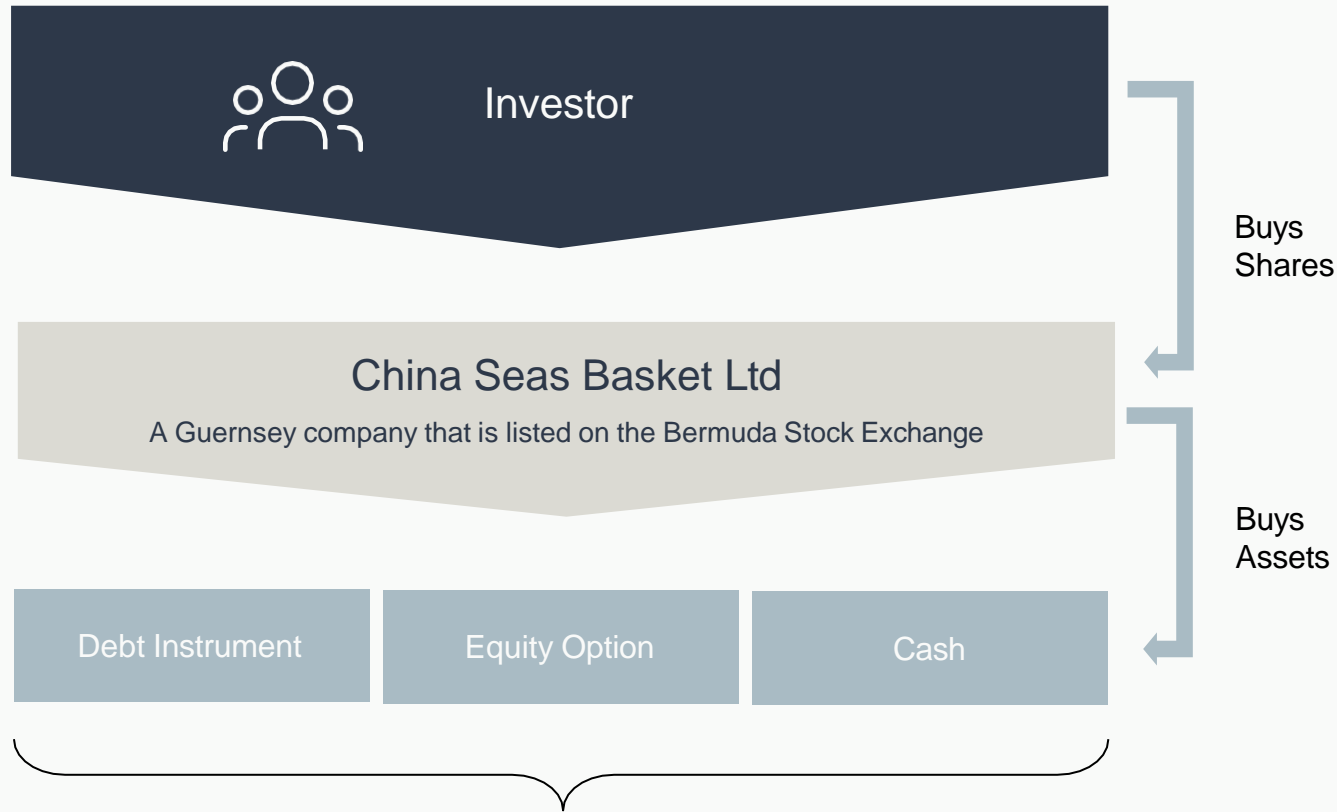 Investor
Buys
Shares
China Seas Basket Ltd
A Guernsey company that is listed on the Bermuda Stock Exchange
Buys
Assets
Debt Instrument
Equity Option
Cash